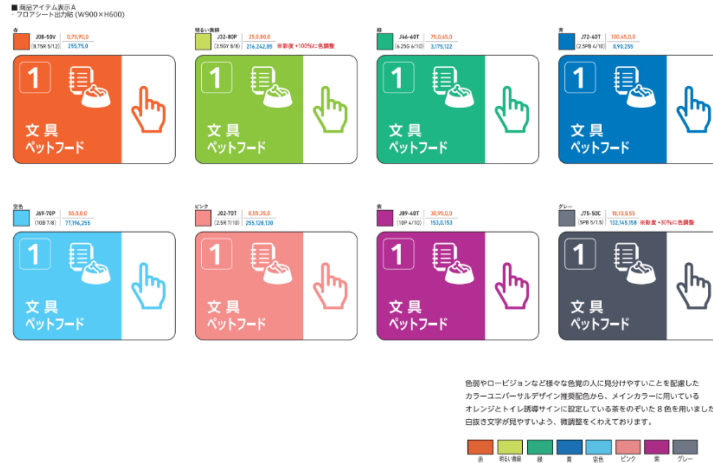 ■ 商品アイテム表示A
・フロアシート出力貼 (W900×H600)
赤
J08-50V 0,75,90,0
(8.75R 5/12) 255,75,0
明るい黄緑
J32-80P 25,0,80,0
(2.5GY 8/8) 216,242,85 ※彩度 +100%に色調整
緑
J46-60T 75,0,65,0
(6.25G 6/10) 3,175,122
青
J72-40T 100,45,0,0
(2.5PB 4/10) 0,90,255
1
文具
ペットフード
1
文具
ペットフード
1
文具
ペットフード
1
文具
ペットフード
空色
J69-70P 55,0,0,0
(10B 7/8) 77,196,255
ピンク
J02-70T 0,55,35,0
(2.5R 7/10) 255,128,130
紫
J89-40T 30,95,0,0
(10P 4/10) 153,0,153
グレー
J75-50C 18,10,0,55
(5PB 5/1.5) 132,145,158 ※彩度 +30%に色調整
1
文具
ペットフード
1
文具
ペットフード
1
文具
ペットフード
1
文具
ペットフード
色弱やロービジョンなど様々な色覚の人に見分けやすいことを配慮した
カラーユニバーサルデザイン推奨配色から、メインカラーに用いている
オレンジとトイレ誘導サインに設定している茶をのぞいた8色を用いました
白抜き文字が見やすいよう、微調整をくわえております。
赤 明るい黄緑 緑 青 空色 ピンク 紫 グレー